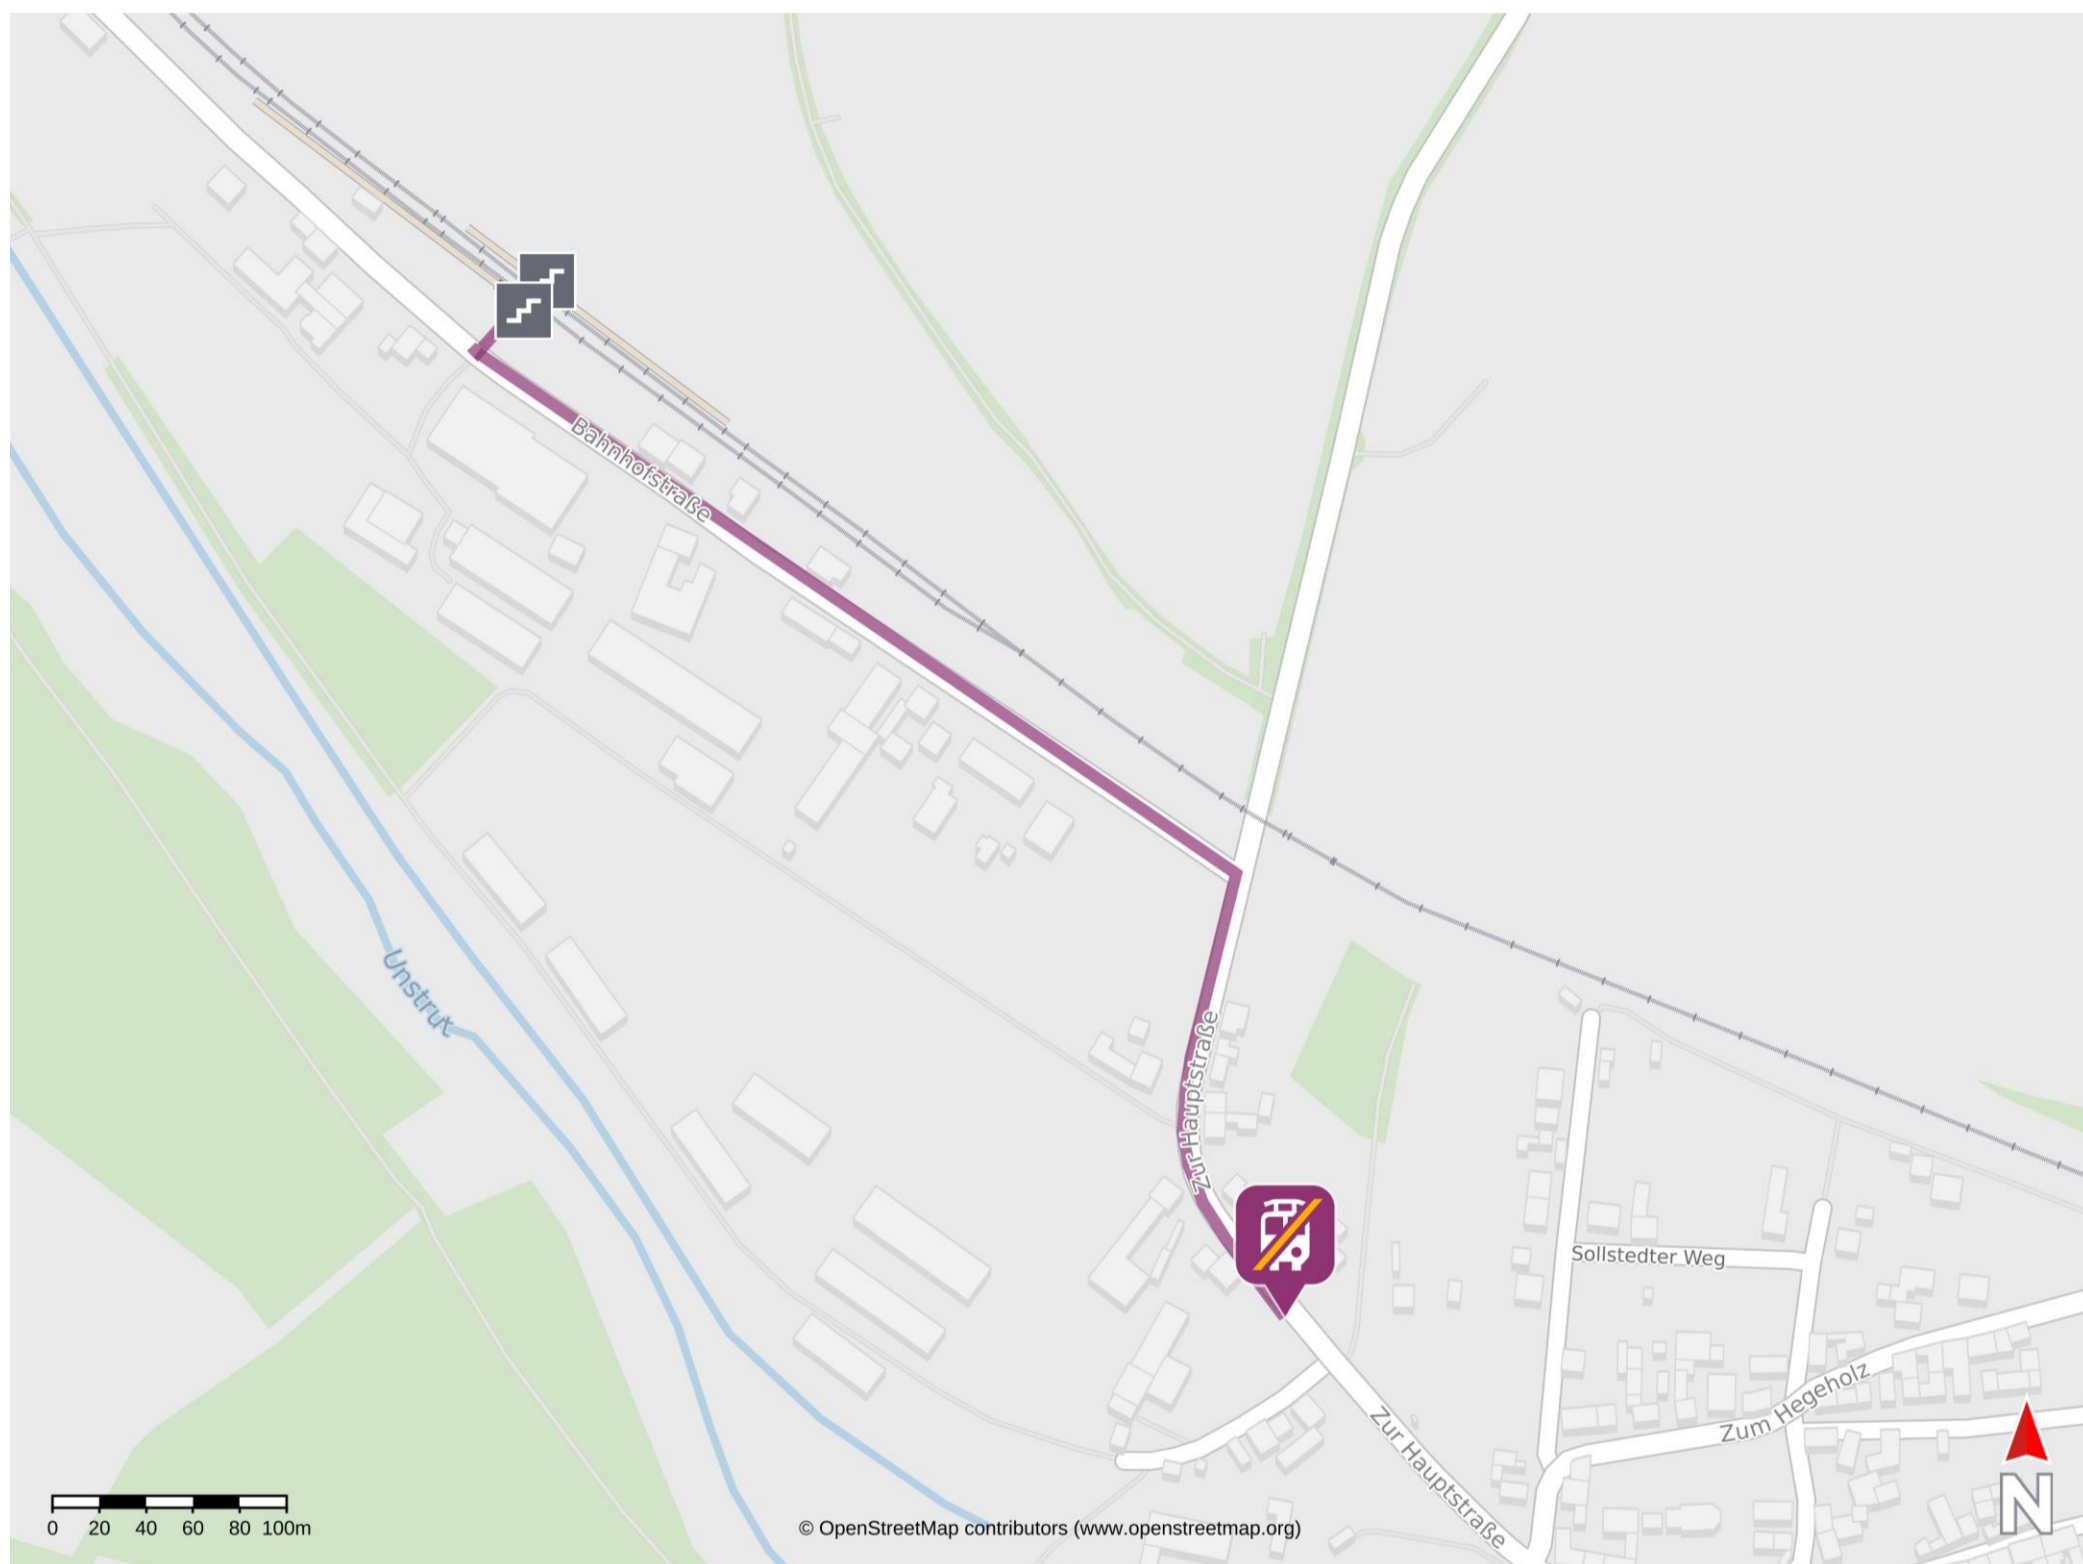 Bahnhofstraße
Unstrut
Zur Hauptstraße
Sollstedter Weg
Zum Hegeholz
Zur Hauptstraße
0 20 40 60 80 100m
© OpenStreetMap contributors (www.openstreetmap.org)
N